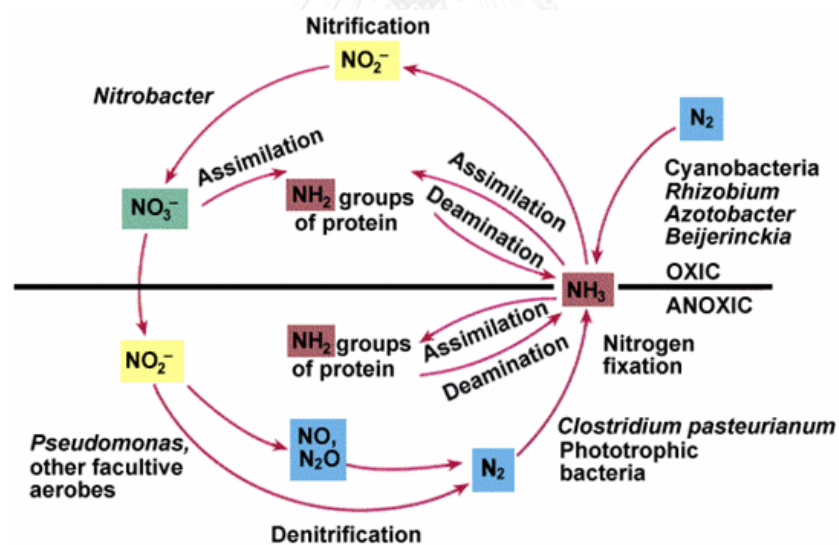 Nitrification
NO₂⁻
Nitrobacter
N₂
Assimilation
Assimilation
Cyanobacteria
Rhizobium
Azotobacter
Beijerinckia
NO₃⁻
NH₂ groups
of protein
Deamination
OXIC
NH₃
ANOXIC
NO₂⁻
NH₂ groups
of protein
Assimilation
Deamination
Nitrogen
fixation
Pseudomonas,
other facultive
aerobes
NO,
N₂O
N₂
Clostridium pasteurianum
Phototrophic
bacteria
Denitrification